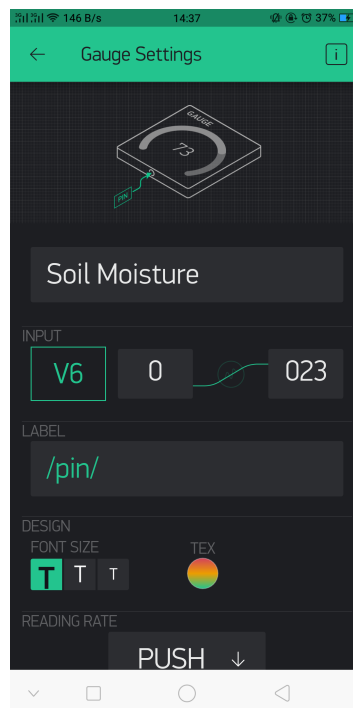 146 B/s 14:37 37%
Gauge Settings
i
GAUGE
73
PIN
Soil Moisture
INPUT
V6 0 023
LABEL
/pin/
DESIGN
FONT SIZE TEX
T T T
READING RATE
PUSH ↓